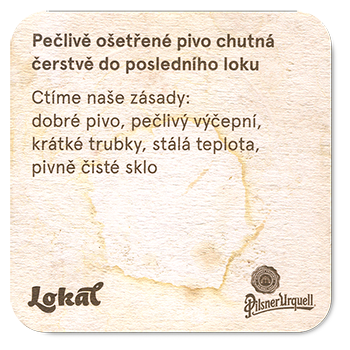 Pečlivě ošetřené pivo chutná
čerstvě do posledního loku
Ctíme naše zásady:
dobré pivo, pečlivý výčepní,
krátké trubky, stálá teplota,
pivně čisté sklo
Lokál
Pilsner Urquell